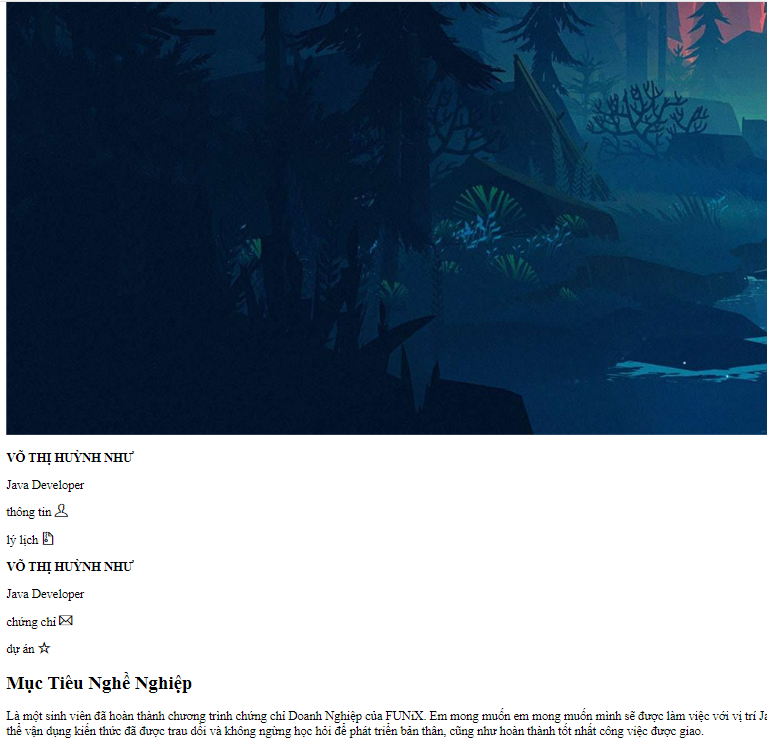 VÕ THỊ HUỲNH NHƯ
Java Developer
thông tin
lý lịch
VÕ THỊ HUỲNH NHƯ
Java Developer
chứng chỉ
dự án
Mục Tiêu Nghề Nghiệp
Là một sinh viên đã hoàn thành chương trình chứng chỉ Doanh Nghiệp của FUNiX. Em mong muốn em mong muốn mình sẽ được làm việc với vị trí
thể vận dụng kiến thức đã được trau dồi và không ngừng học hỏi để phát triển bản thân, cũng như hoàn thành tốt nhất công việc được giao.